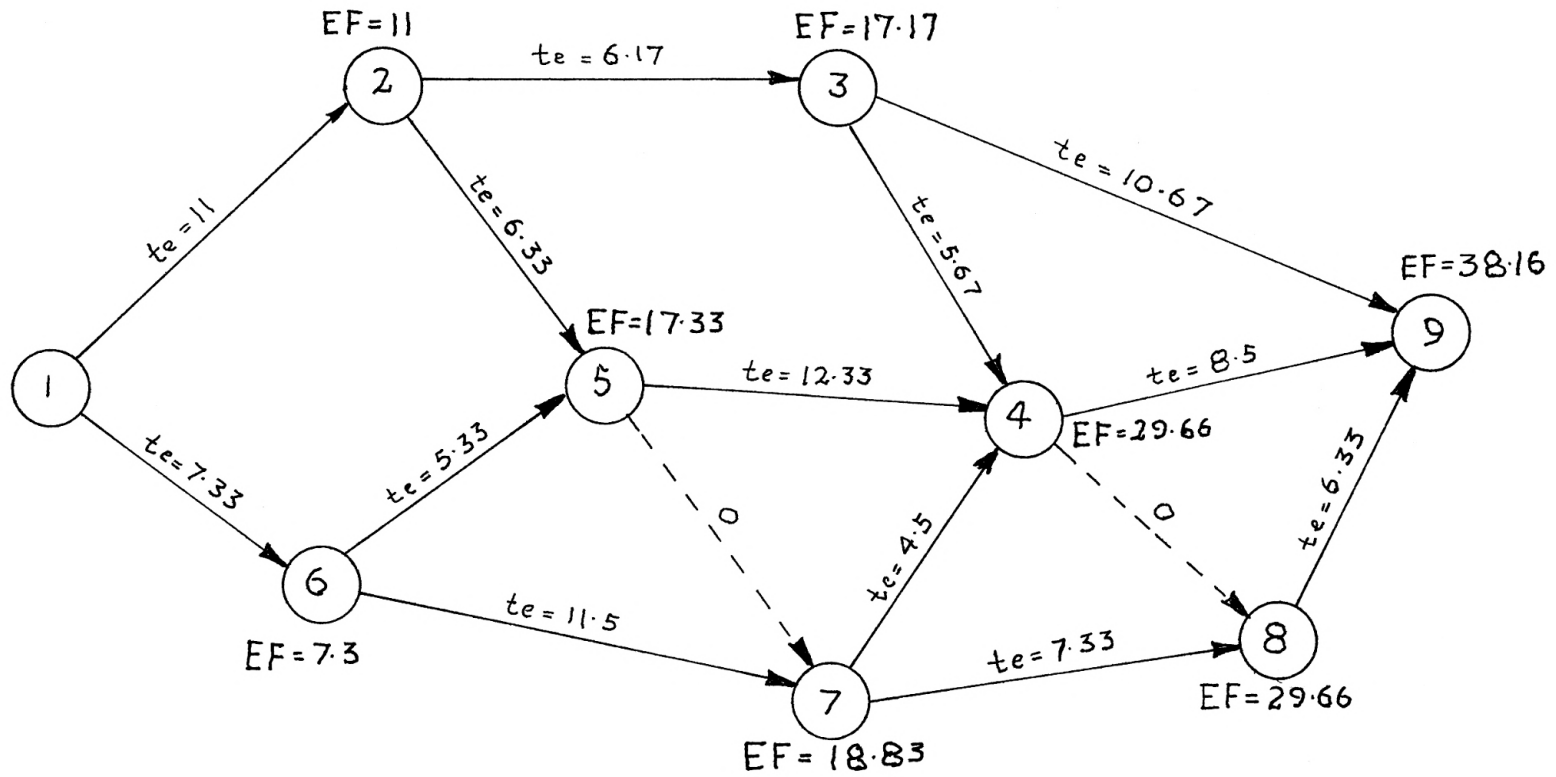 EF=11
EF=17.17
te = 6.17
2
3
te = 10.67
te = 11
te=6.33
te=5.67
EF=38.16
9
EF=17.33
1
5
te=12.33
te= 8.5
4
EF=29.66
te=7.33
te= 5.33
0
te= 4.5
0
te= 6.33
6
te = 11.5
8
EF=7.3
te=7.33
7
EF=29.66
EF= 18.83